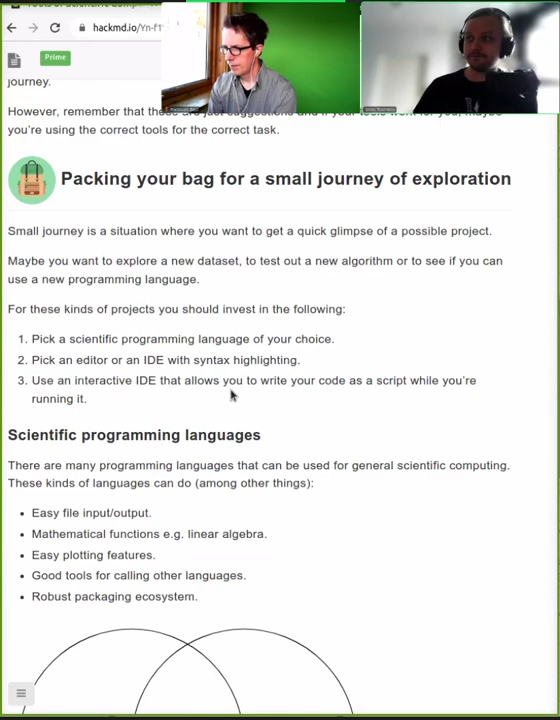 hackmd.io/Yn-f1
Prime
journey.
However, remember that these are just suggestions and if your tools work for you, maybe
you're using the correct tools for the correct task.
Packing your bag for a small journey of exploration
Small journey is a situation where you want to get a quick glimpse of a possible project.
Maybe you want to explore a new dataset, to test out a new algorithm or to see if you can
use a new programming language.
For these kinds of projects you should invest in the following:
1. Pick a scientific programming language of your choice.
2. Pick an editor or an IDE with syntax highlighting.
3. Use an interactive IDE that allows you to write your code as a script while you're
running it.
Scientific programming languages
There are many programming languages that can be used for general scientific computing.
These kinds of languages can do (among other things):
• Easy file input/output.
• Mathematical functions e.g. linear algebra.
• Easy plotting features.
• Good tools for calling other languages.
• Robust packaging ecosystem.